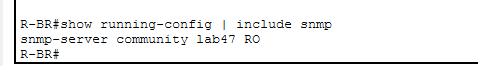 R-BR#show running-config | include snmp
snmp-server community lab47 RO
R-BR#